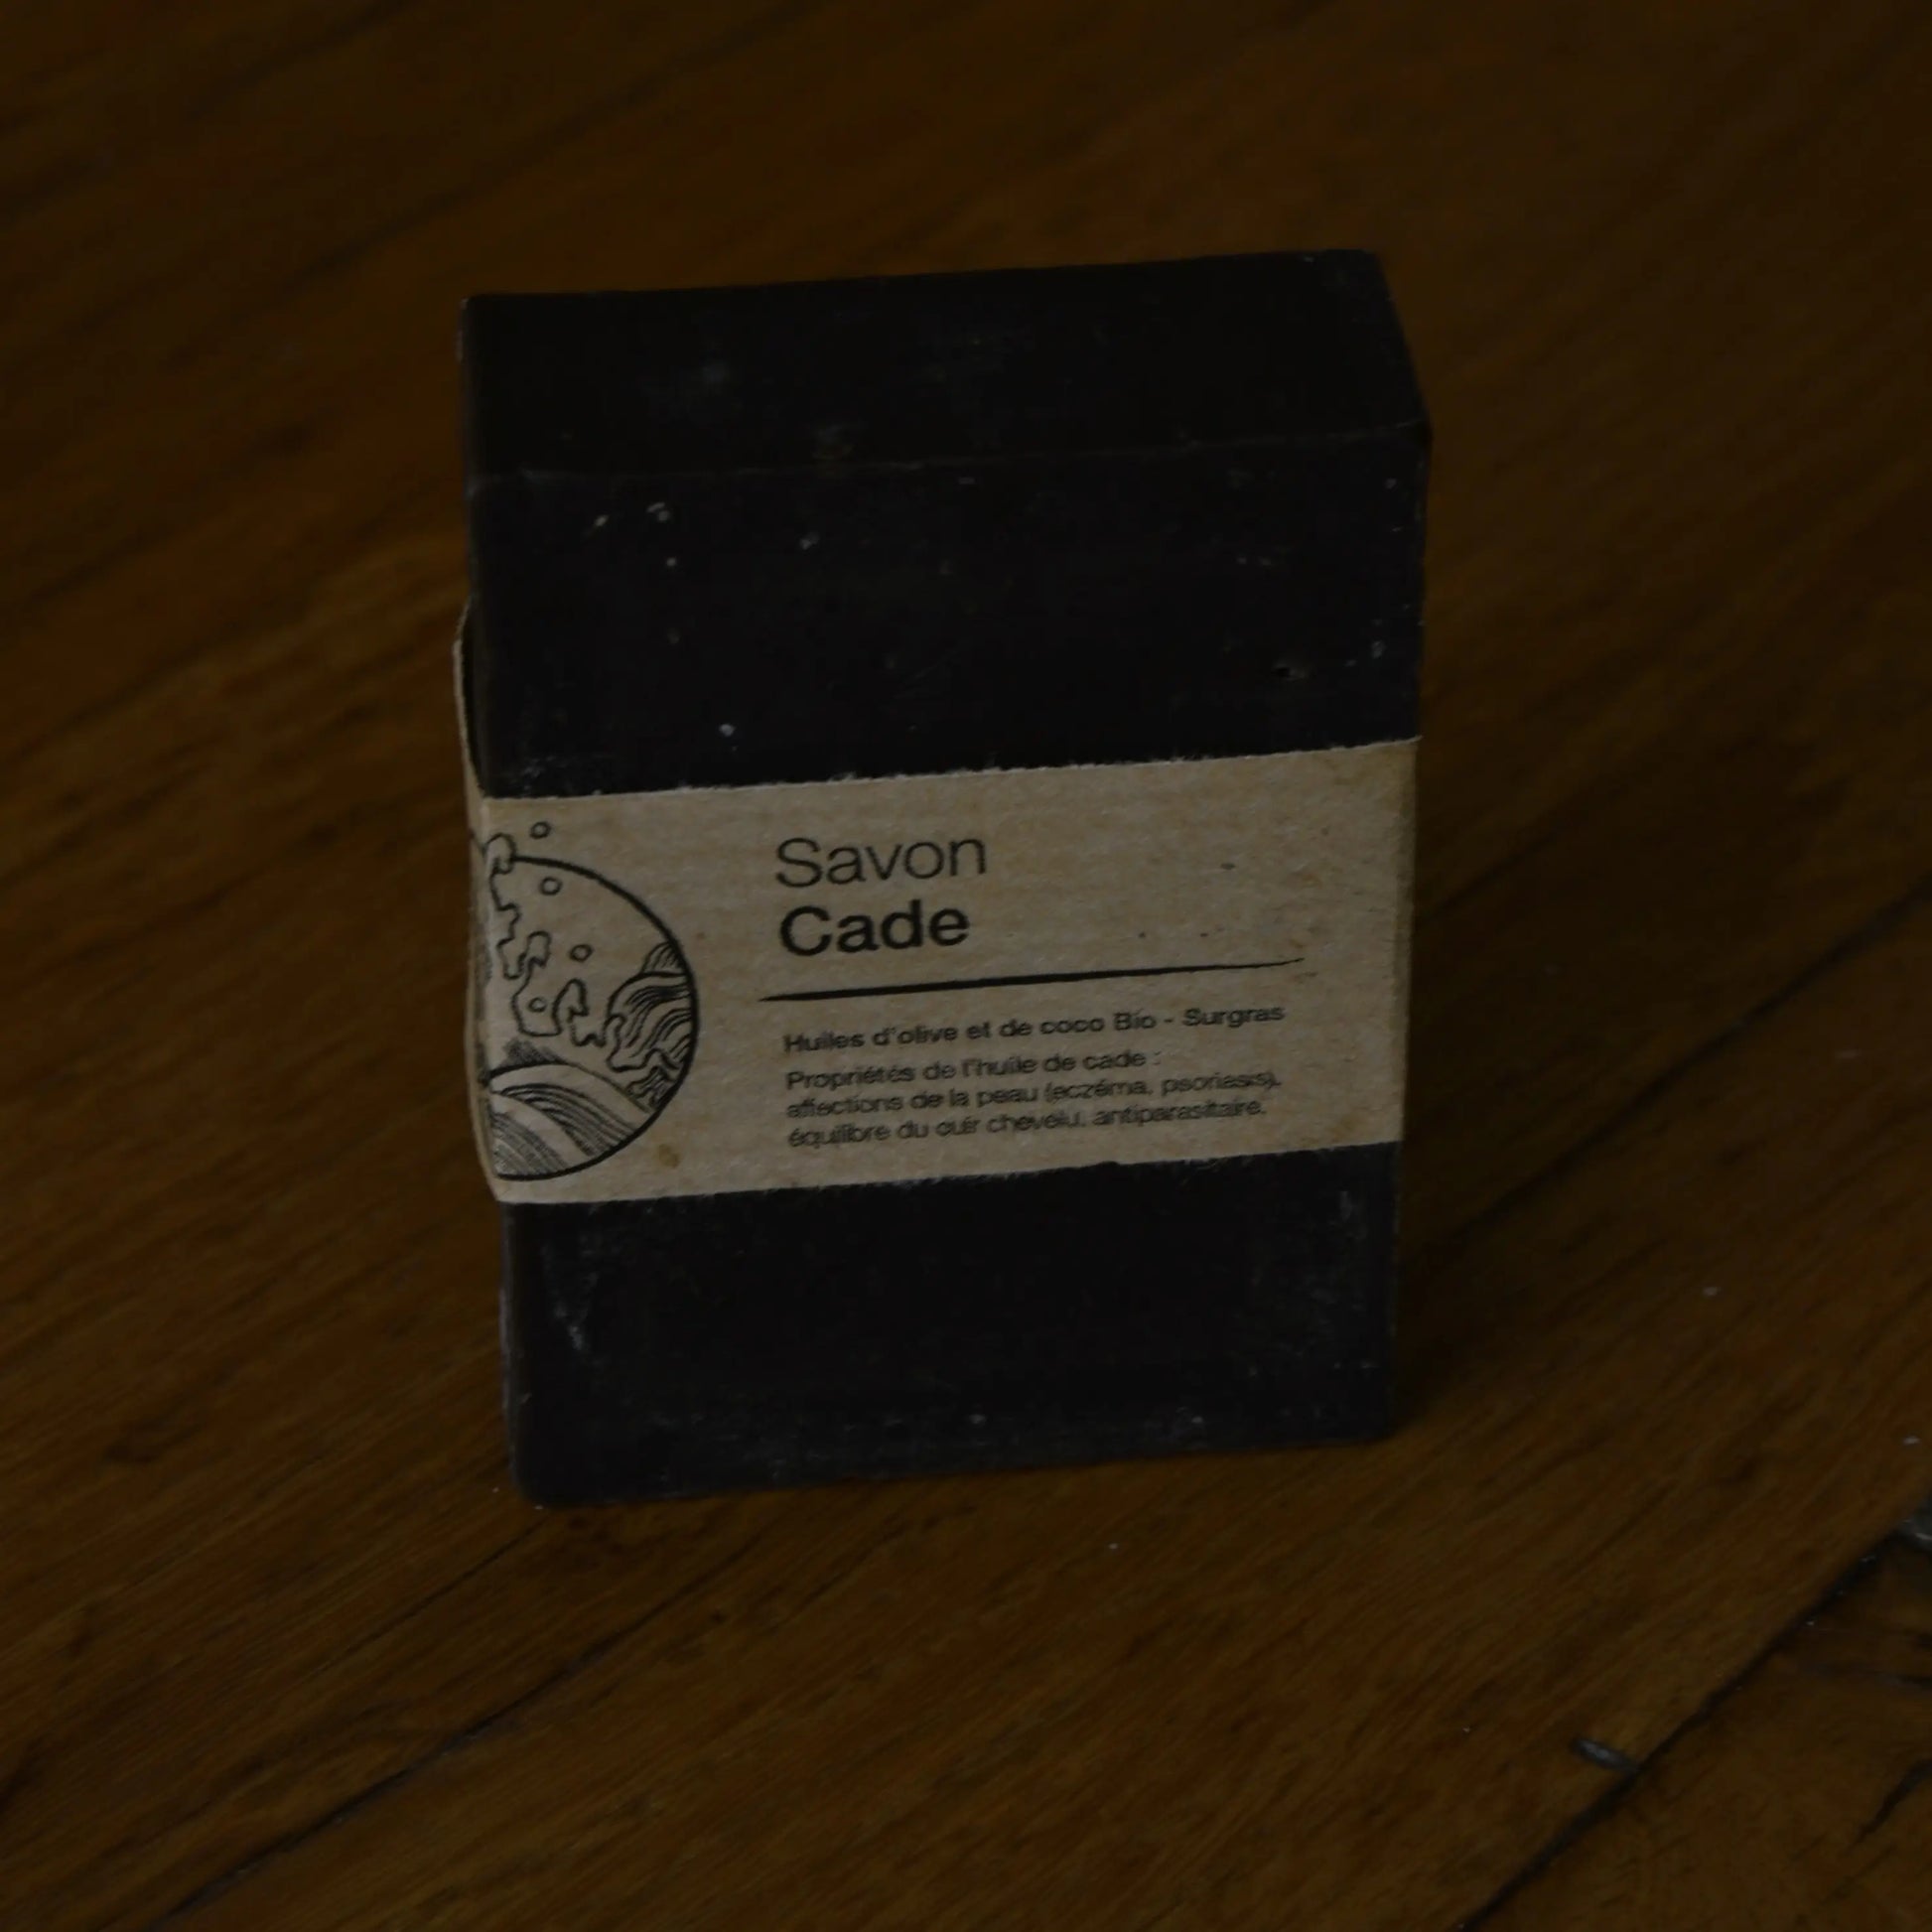 Savon
Cade
Huiles d'olive et de coco Bio - Surgras
Propriétés de l'huile de cade :
affections de la peau (eczéma, psoriasis),
équilibre du cuir chevelu, antiparasitaire.